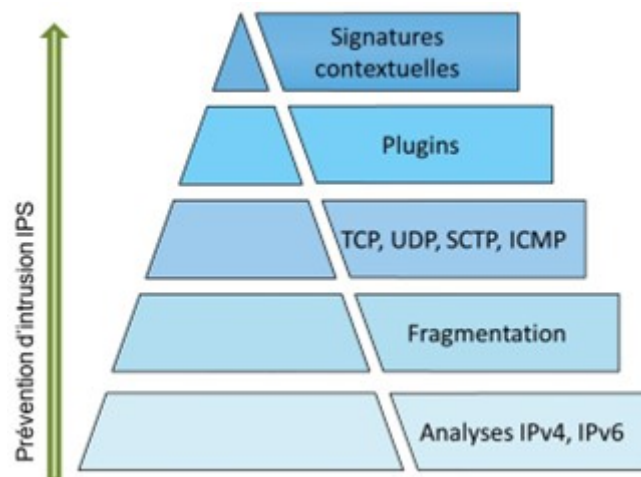 Signatures
contextuelles
Plugins
TCP, UDP, SCTP, ICMP
Fragmentation
Analyses IPv4, IPv6
Prévention d'intrusion IPS